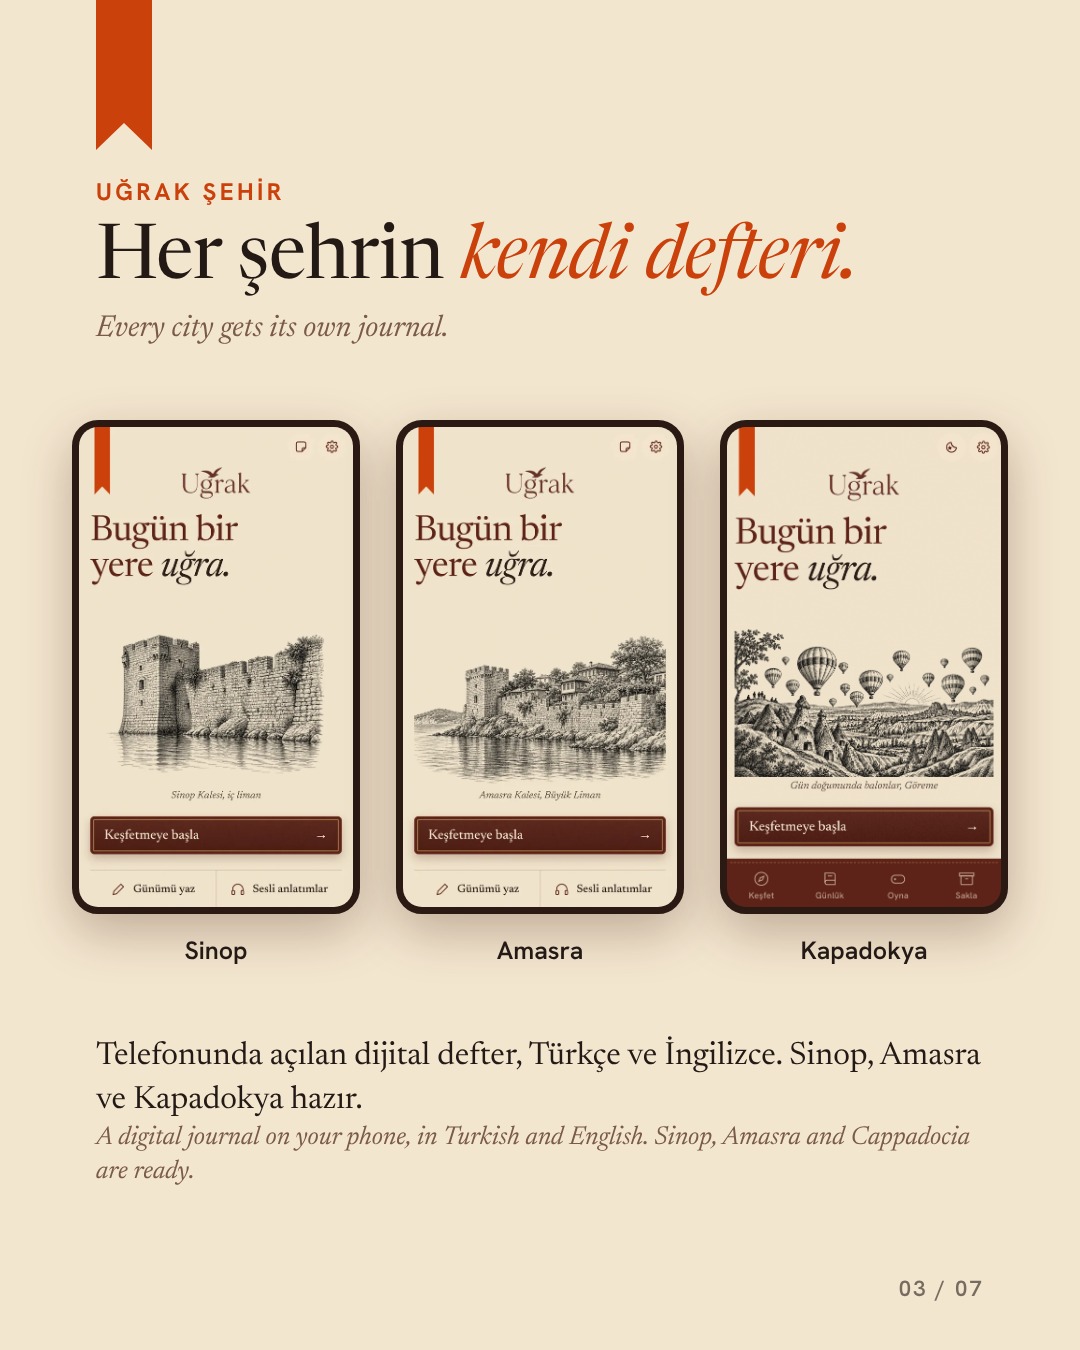 UĞRAK ŞEHİR
Her şehrin kendi defteri.
Every city gets its own journal.
Uğrak
Bugün bir
yere uğra.
Sinop Kalesi, iç liman
Keşfetmeye başla →
Günümü yaz
Sesli anlatımlar
Sinop
Uğrak
Bugün bir
yere uğra.
Amasra Kalesi, Büyük Liman
Keşfetmeye başla →
Günümü yaz
Sesli anlatımlar
Amasra
Uğrak
Bugün bir
yere uğra.
Gün doğumunda balonlar, Göreme
Keşfetmeye başla →
Keşfet
Günlük
Oyna
Sakla
Kapadokya
Telefonunda açılan dijital defter, Türkçe ve İngilizce. Sinop, Amasra
ve Kapadokya hazır.
A digital journal on your phone, in Turkish and English. Sinop, Amasra and Cappadocia
are ready.
03 / 07